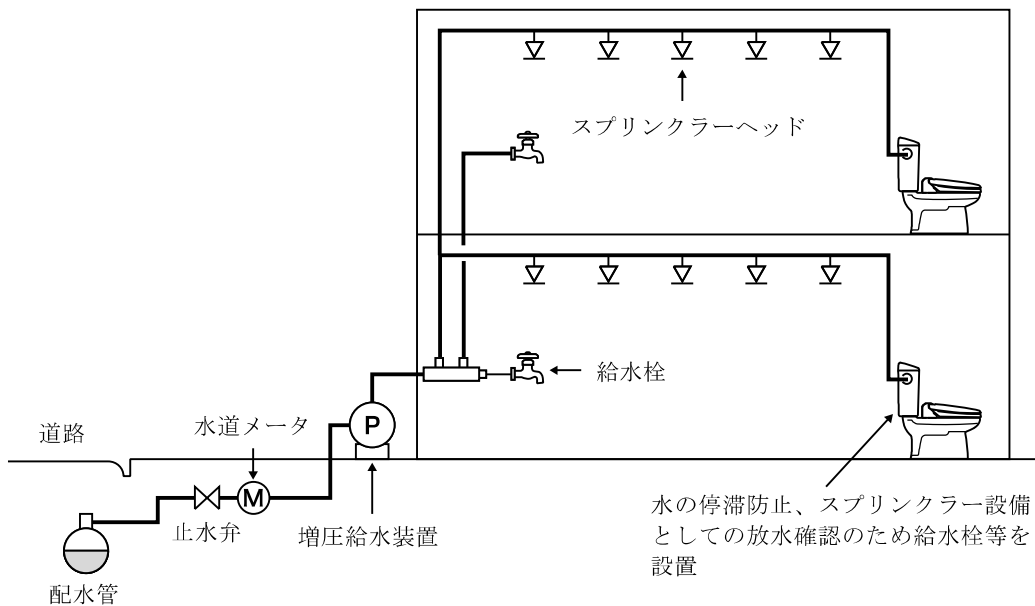 スプリンクラーヘッド
給水栓
道路
水道メータ
P
M
止水弁
増圧給水装置
配水管
水の停滞防止、スプリンクラー設備
としての放水確認のため給水栓等を
設置